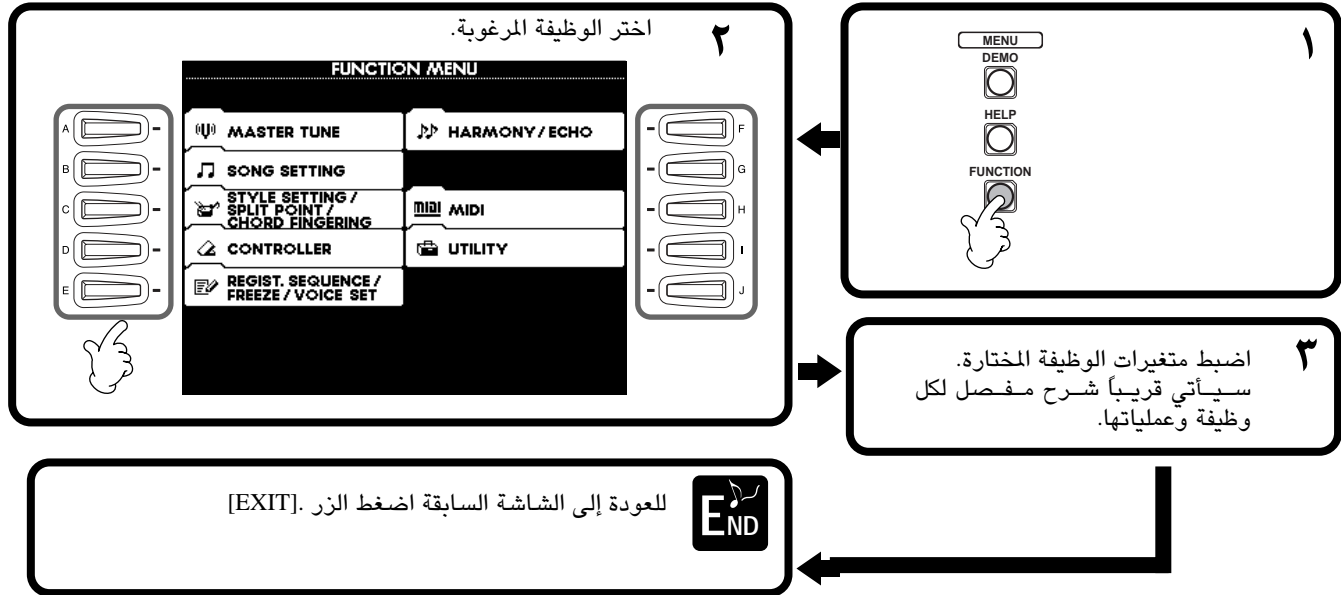 ١
MENU
DEMO
HELP
FUNCTION
٢
اختر الوظيفة المرغوبة.
FUNCTION MENU
A
B
C
D
E
MASTER TUNE
SONG SETTING
STYLE SETTING /
SPLIT POINT /
CHORD FINGERING
CONTROLLER
REGIST. SEQUENCE /
FREEZE / VOICE SET
HARMONY / ECHO
MIDI MIDI
UTILITY
F
G
H
I
J
٣
اضبط متغيرات الوظيفة المختارة.
سيأتي قريباً شرح مفصل لكل
وظيفة وعملياتها.
END
للعودة إلى الشاشة السابقة اضغط الزر .[EXIT]